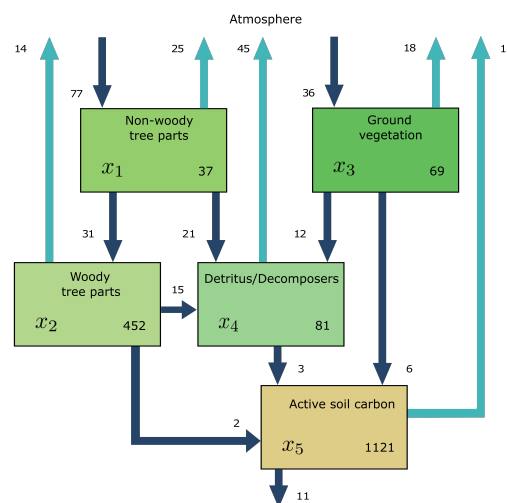 Atmosphere
14
25
45
18
1
77
36
Non-woody
tree parts
x₁
37
Ground
vegetation
x₃
69
31
21
12
Woody
tree parts
x₂
452
15
Detritus/Decomposers
x₄
81
3
6
2
Active soil carbon
x₅
1121
11